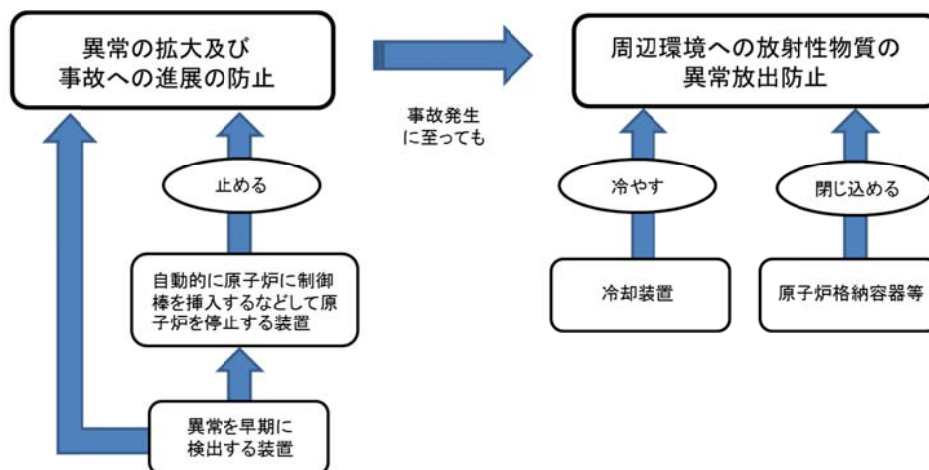 異常の拡大及び
事故への進展の防止
事故発生
に至っても
周辺環境への放射性物質の
異常放出防止
止める
冷やす
閉じ込める
自動的に原子炉に制御
棒を挿入するなどして原
子炉を停止する装置
冷却装置
原子炉格納容器等
異常を早期に
検出する装置